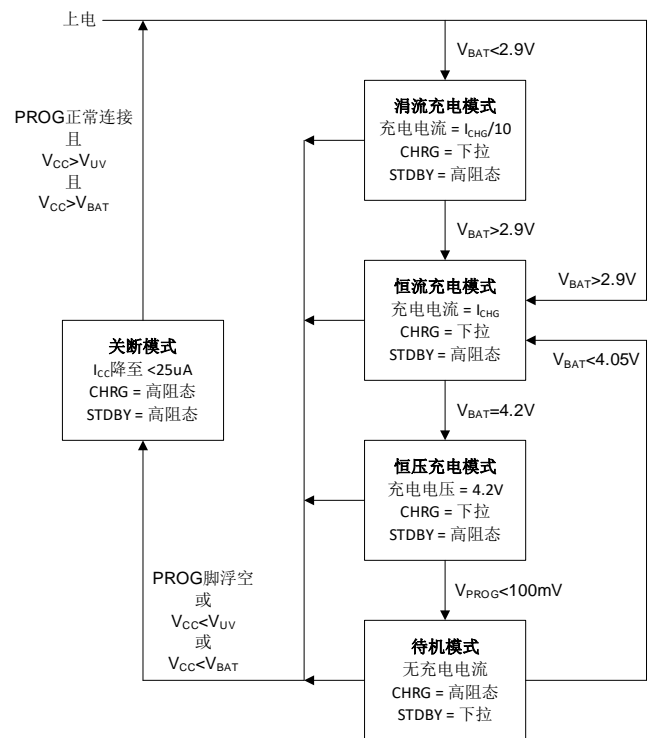 上电
V_BAT<2.9V
涓流充电模式
充电电流 = I_CHG/10
CHRG = 下拉
STDBY = 高阻态
PROG正常连接
且
V_CC>V_UV
且
V_CC>V_BAT
V_BAT>2.9V
V_BAT>2.9V
恒流充电模式
充电电流 = I_CHG
CHRG = 下拉
STDBY = 高阻态
关断模式
I_CC降至 <25uA
CHRG = 高阻态
STDBY = 高阻态
V_BAT<4.05V
V_BAT=4.2V
恒压充电模式
充电电压 = 4.2V
CHRG = 下拉
STDBY = 高阻态
PROG脚浮空
或
V_CC<V_UV
或
V_CC<V_BAT
V_PROG<100mV
待机模式
无充电电流
CHRG = 高阻态
STDBY = 下拉